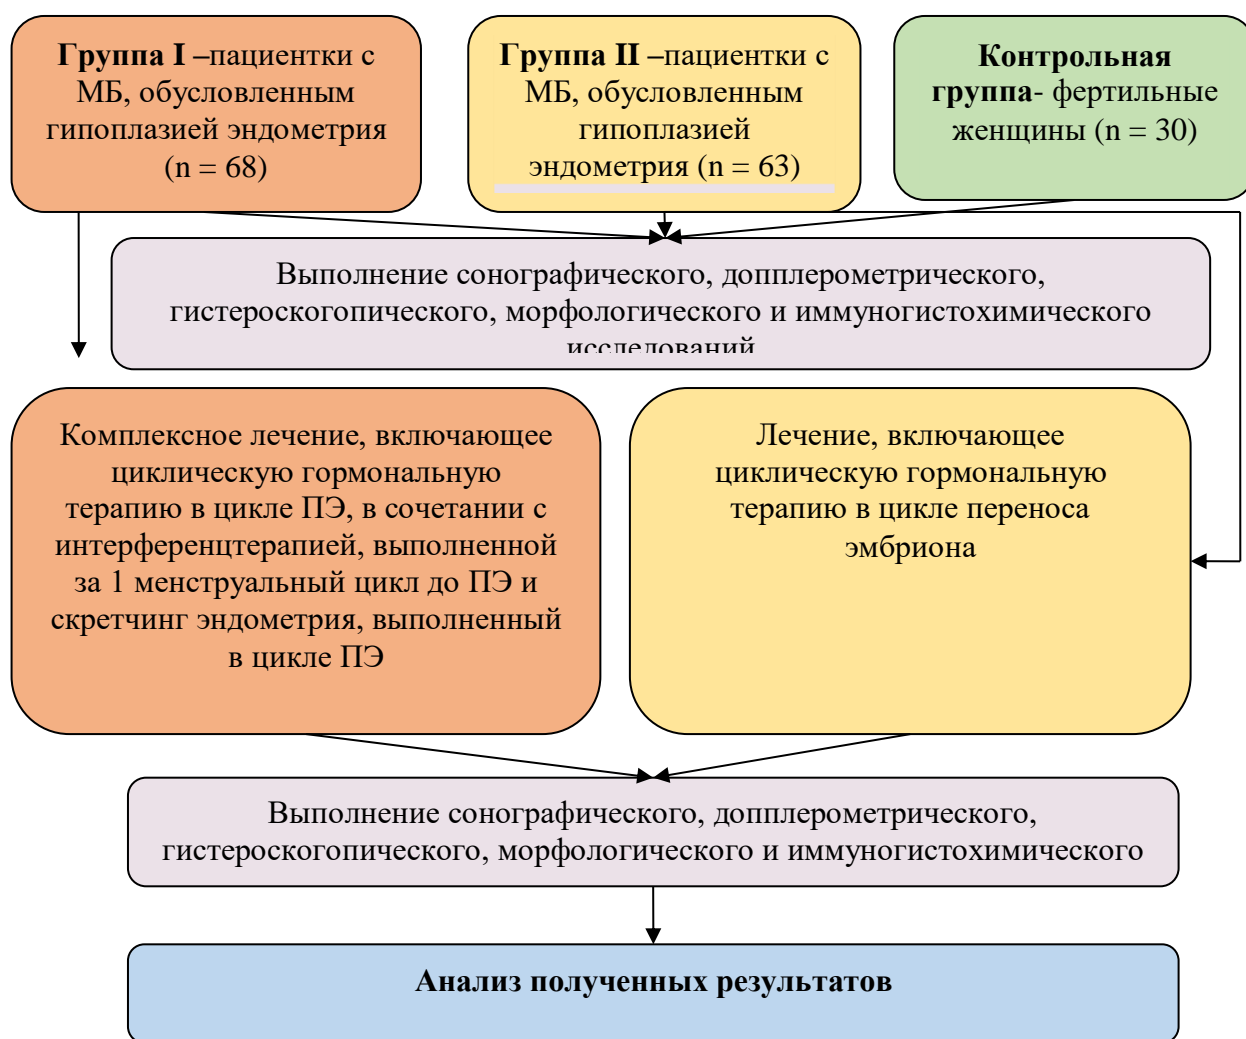 Группа I –пациентки с
МБ, обусловленным
гипоплазией эндометрия
(n = 68)
Группа II –пациентки с
МБ, обусловленным
гипоплазией
эндометрия (n = 63)
Контрольная
группа- фертильные
женщины (n = 30)
Выполнение сонографического, допплерометрического,
гистероскогопического, морфологического и иммуногистохимического
исследований
Комплексное лечение, включающее
циклическую гормональную
терапию в цикле ПЭ, в сочетании с
интерференцтерапией, выполненной
за 1 менструальный цикл до ПЭ и
скретчинг эндометрия, выполненный
в цикле ПЭ
Лечение, включающее
циклическую гормональную
терапию в цикле переноса
эмбриона
Выполнение сонографического, допплерометрического,
гистероскогопического, морфологического и иммуногистохимического
Анализ полученных результатов